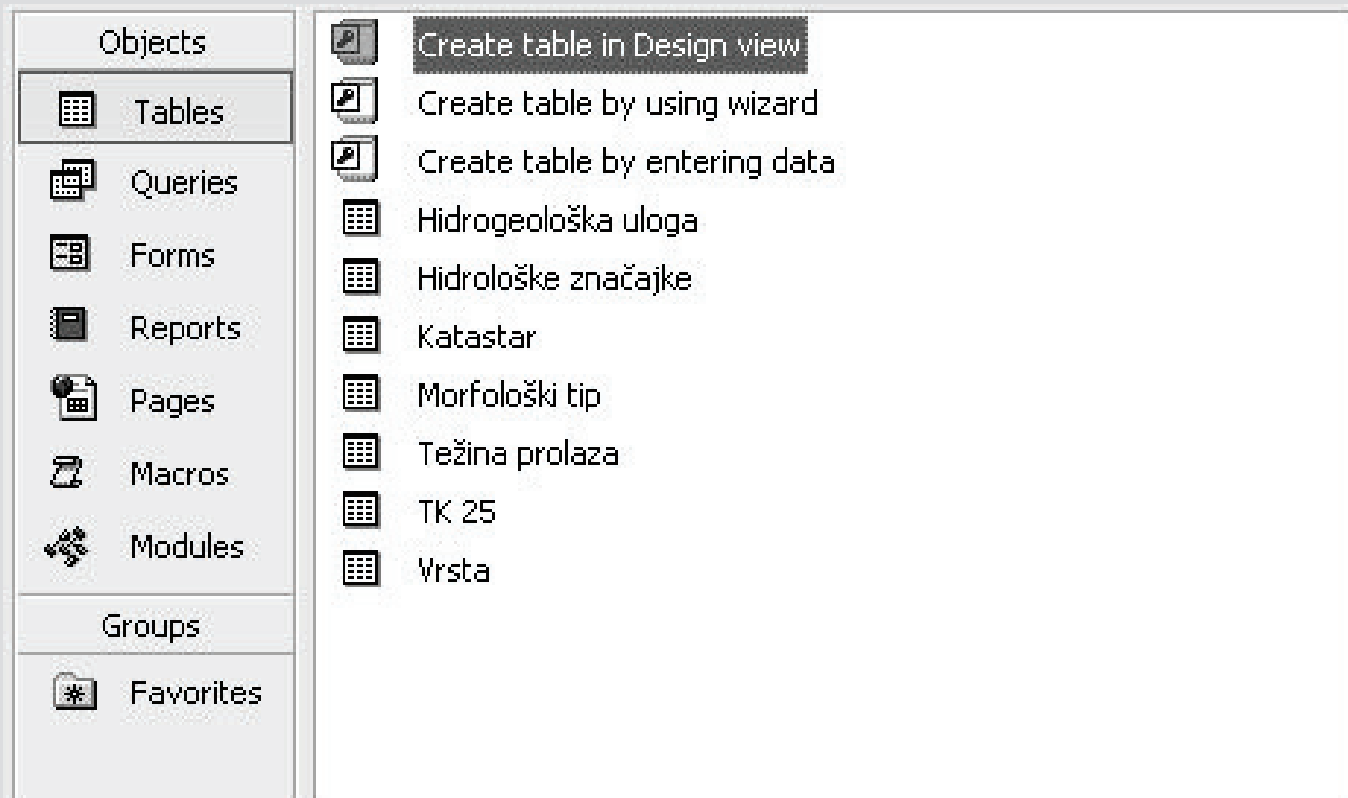 Objects
Tables
Queries
Forms
Reports
Pages
Macros
Modules
Groups
Favorites
Create table in Design view
Create table by using wizard
Create table by entering data
Hidrogeološka uloga
Hidrološke značajke
Katastar
Morfološki tip
Težina prolaza
TK 25
Vrsta